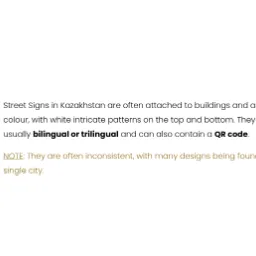 Street Signs in Kazakhstan are often attached to buildings and a
colour, with white intricate patterns on the top and bottom. They
usually bilingual or trilingual and can also contain a QR code.
NOTE: They are often inconsistent, with many designs being foun
single city.